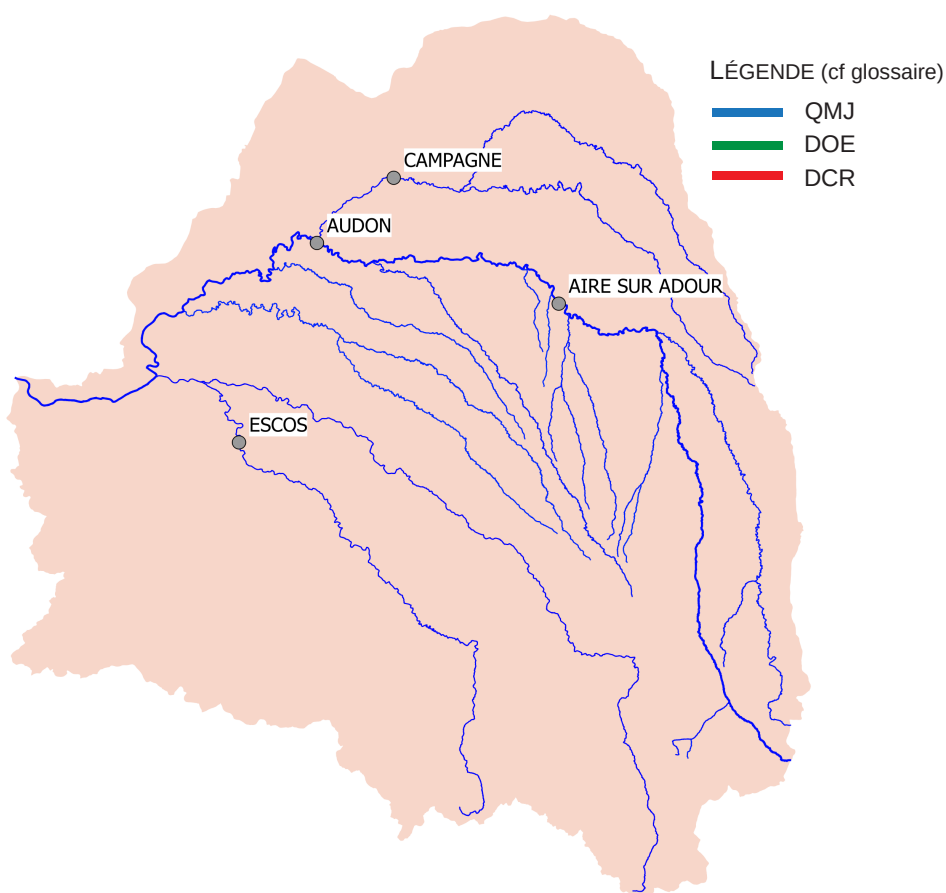 LÉGENDE (cf glossaire)
QMJ
DOE
DCR
CAMPAGNE
AUDON
AIRE SUR ADOUR
ESCOS